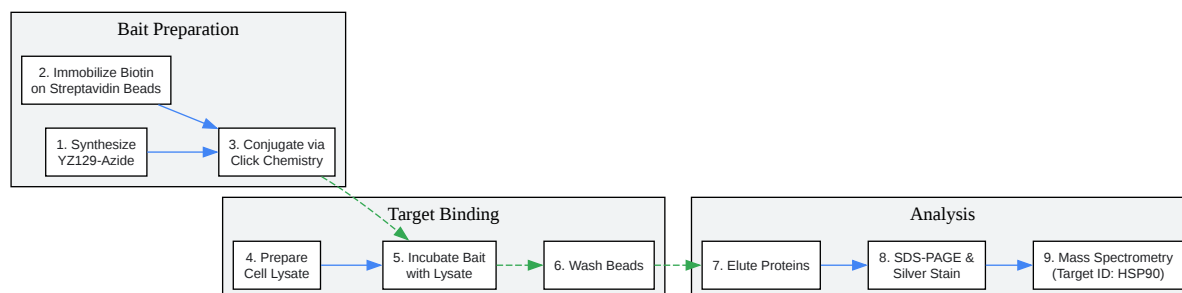 Bait Preparation
2. Immobilize Biotin
on Streptavidin Beads
1. Synthesize
YZ129-Azide
3. Conjugate via
Click Chemistry
Target Binding
4. Prepare
Cell Lysate
5. Incubate Bait
with Lysate
6. Wash Beads
Analysis
7. Elute Proteins
8. SDS-PAGE &
Silver Stain
9. Mass Spectrometry
(Target ID: HSP90)